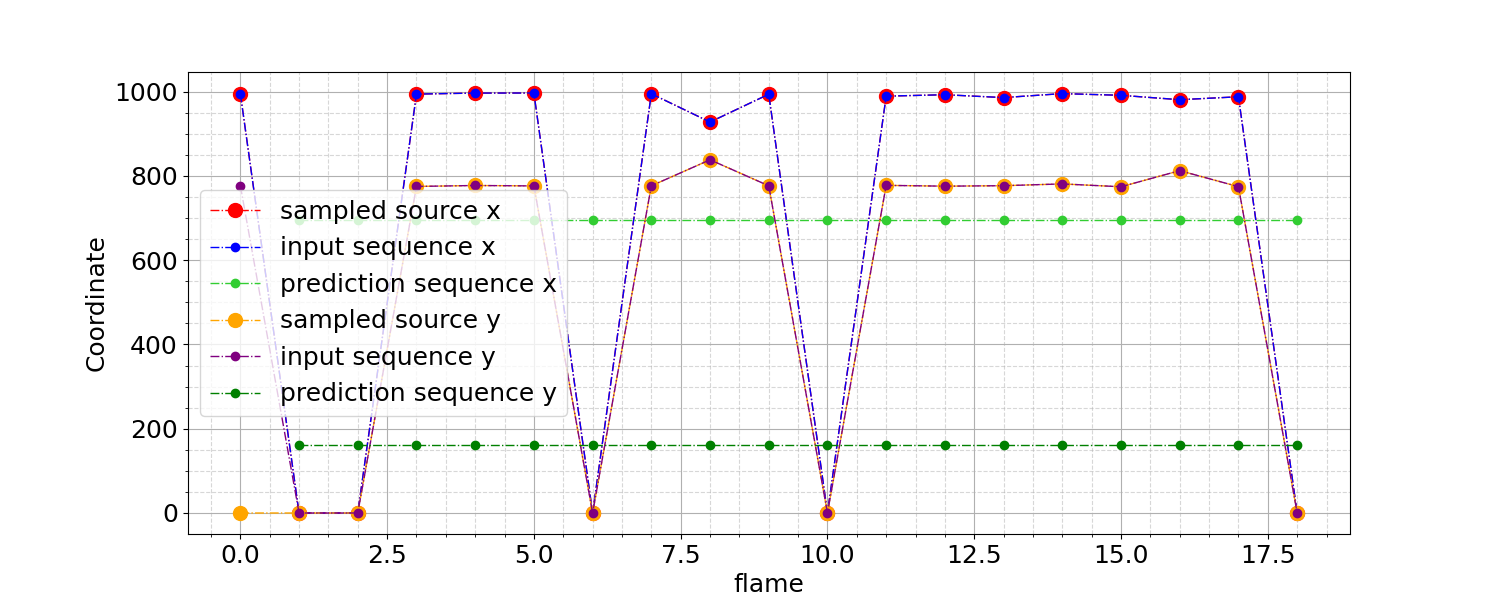 1000
800
600
400
200
0
Coordinate
sampled source x
input sequence x
prediction sequence x
sampled source y
input sequence y
prediction sequence y
0.0 2.5 5.0 7.5 10.0 12.5 15.0 17.5
flame